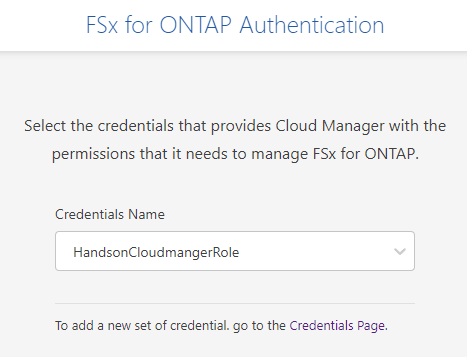 FSx for ONTAP Authentication
Select the credentials that provides Cloud Manager with the
permissions that it needs to manage FSx for ONTAP.
Credentials Name
HandsonCloudmangerRole
To add a new set of credential. go to the Credentials Page.